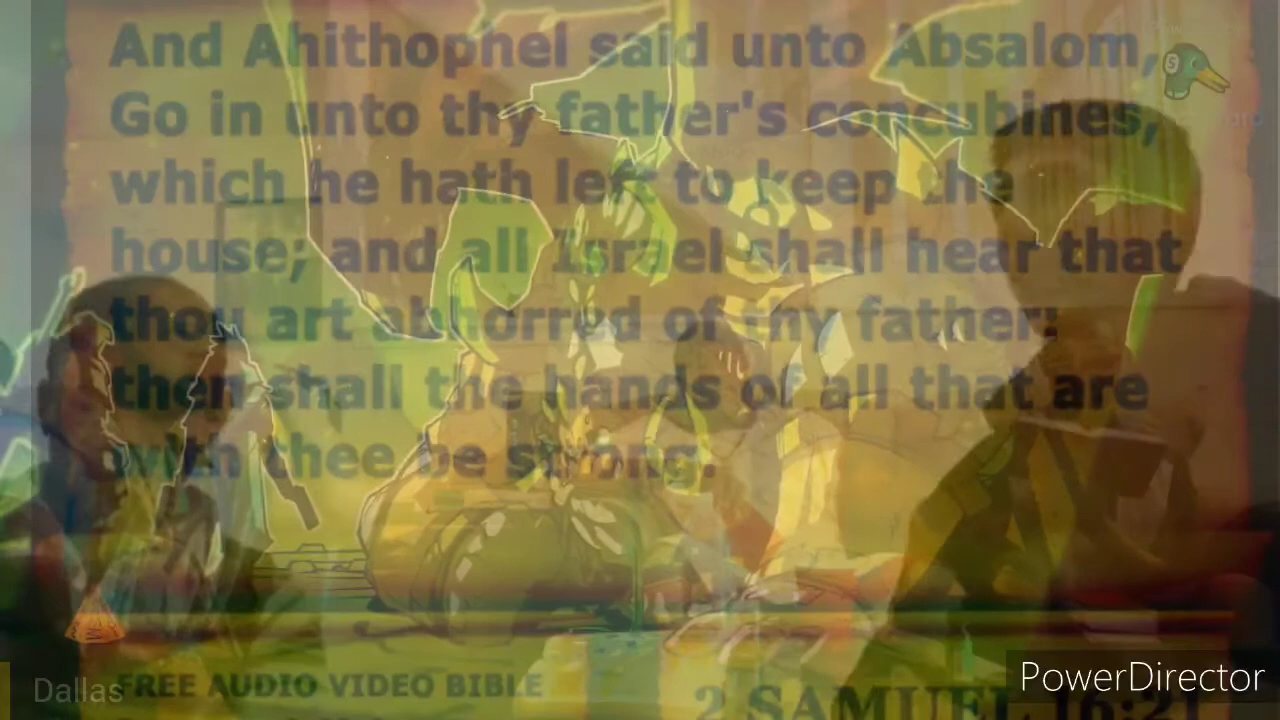 And Ahithophel said unto Absalom,
Go in unto thy father's concubines,
which he hath left to keep the
house; and all Israel shall hear that
thou art abhorred of thy father:
then shall the hands of all that are
with thee be strong.
Dallas
FREE AUDIO VIDEO BIBLE
2 SAMUEL 16:21
PowerDirector